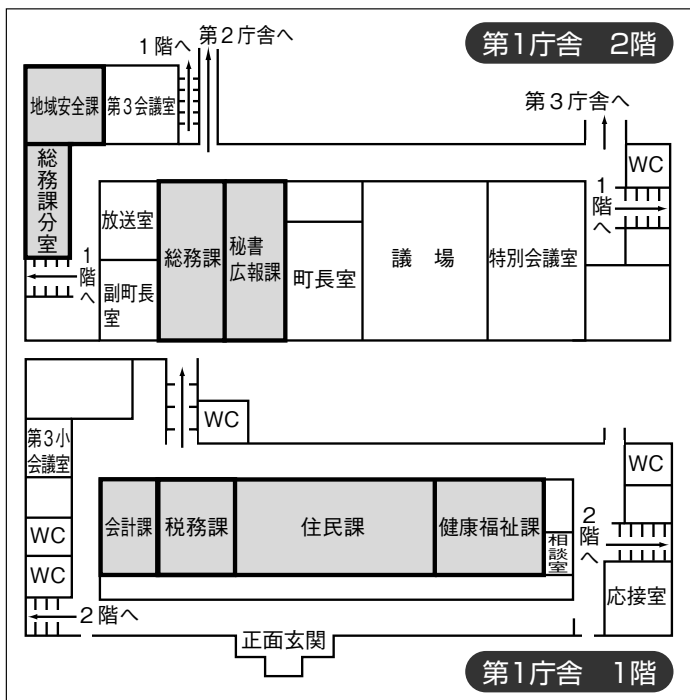 第1庁舎 2階
1階へ
第2庁舎へ
第3庁舎へ
地域安全課
第3会議室
WC
総務課分室
1階へ
放送室
副町長室
総務課
秘書
広報課
町長室
議場
特別会議室
1階へ
WC
第3小
会議室
WC
会計課
税務課
住民課
健康福祉課
相談室
2階へ
WC
WC
応接室
2階へ
正面玄関
第1庁舎 1階